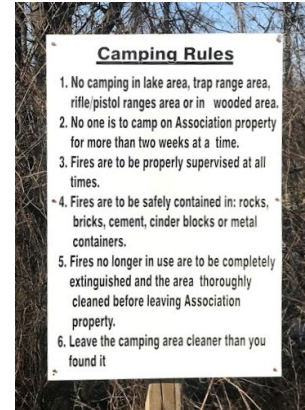 Camping Rules
1. No camping in lake area, trap range area,
rifle/pistol ranges area or in wooded area.
2. No one is to camp on Association property
for more than two weeks at a time.
3. Fires are to be properly supervised at all
times.
4. Fires are to be safely contained in: rocks,
bricks, cement, cinder blocks or metal
containers.
5. Fires no longer in use are to be completely
extinguished and the area thoroughly
cleaned before leaving Association
property.
6. Leave the camping area cleaner than you
found it